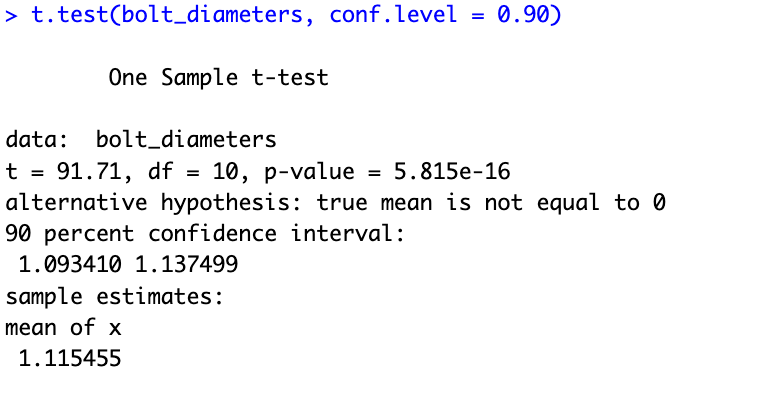 > t.test(bolt_diameters, conf.level = 0.90)
One Sample t-test
data:  bolt_diameters
t = 91.71, df = 10, p-value = 5.815e-16
alternative hypothesis: true mean is not equal to 0
90 percent confidence interval:
1.093410 1.137499
sample estimates:
mean of x
1.115455